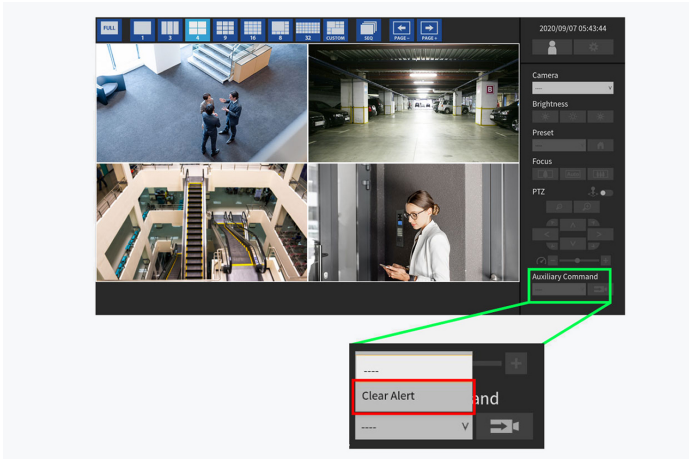 FULL
1
3
4
9
16
8
32
CUSTOM
SEQ
PAGE -
PAGE +
2020/09/07 05:43:44
Camera
----
Brightness
Preset
----
Focus
PTZ
Auxiliary Command
----
B
----
Clear Alert
and
----